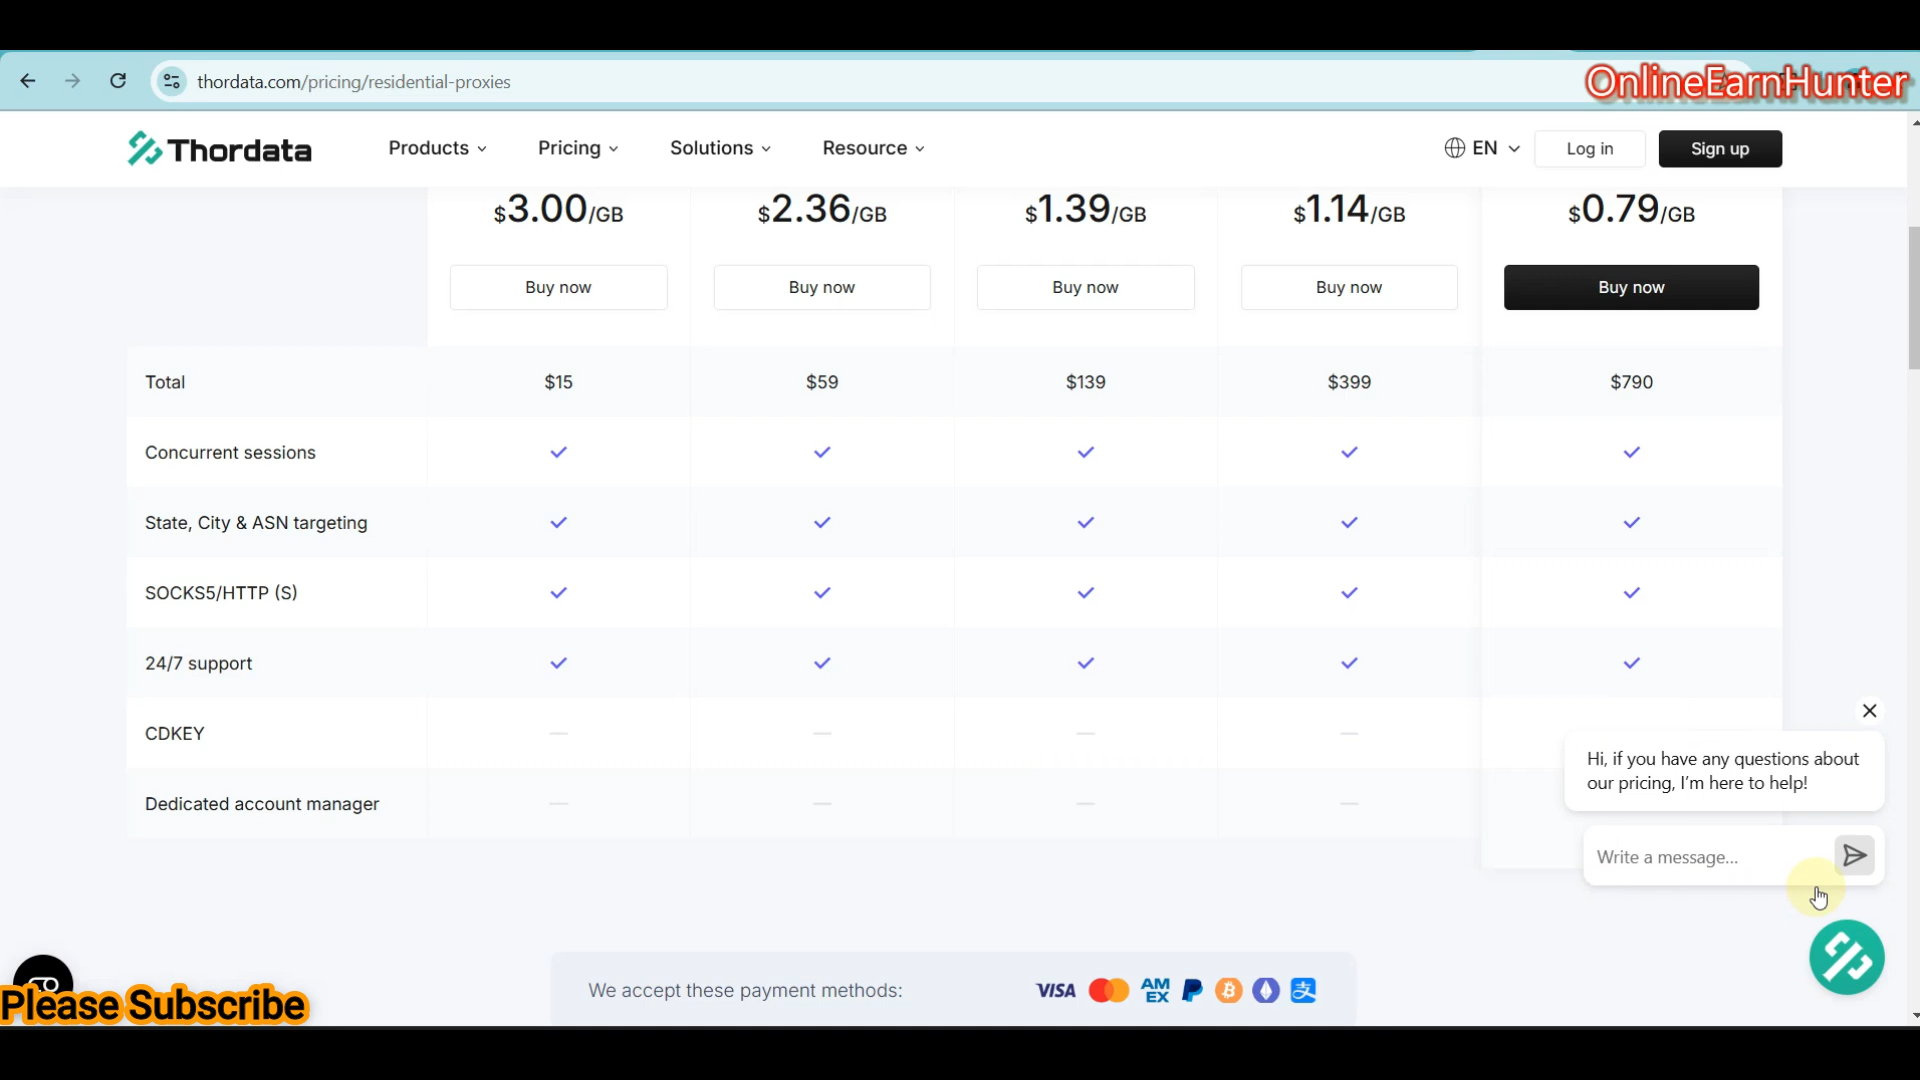 thordata.com/pricing/residential-proxies
OnlineEarnHunter
Thordata
Products
Pricing
Solutions
Resource
EN
Log in
Sign up
$3.00/GB
$2.36/GB
$1.39/GB
$1.14/GB
$0.79/GB
Buy now
Buy now
Buy now
Buy now
Buy now
Total
$15
$59
$139
$399
$790
Concurrent sessions
State, City & ASN targeting
SOCKS5/HTTP (S)
24/7 support
CDKEY
Dedicated account manager
Hi, if you have any questions about
our pricing, I'm here to help!
Write a message...
We accept these payment methods:
VISA
AM
EX
Please Subscribe